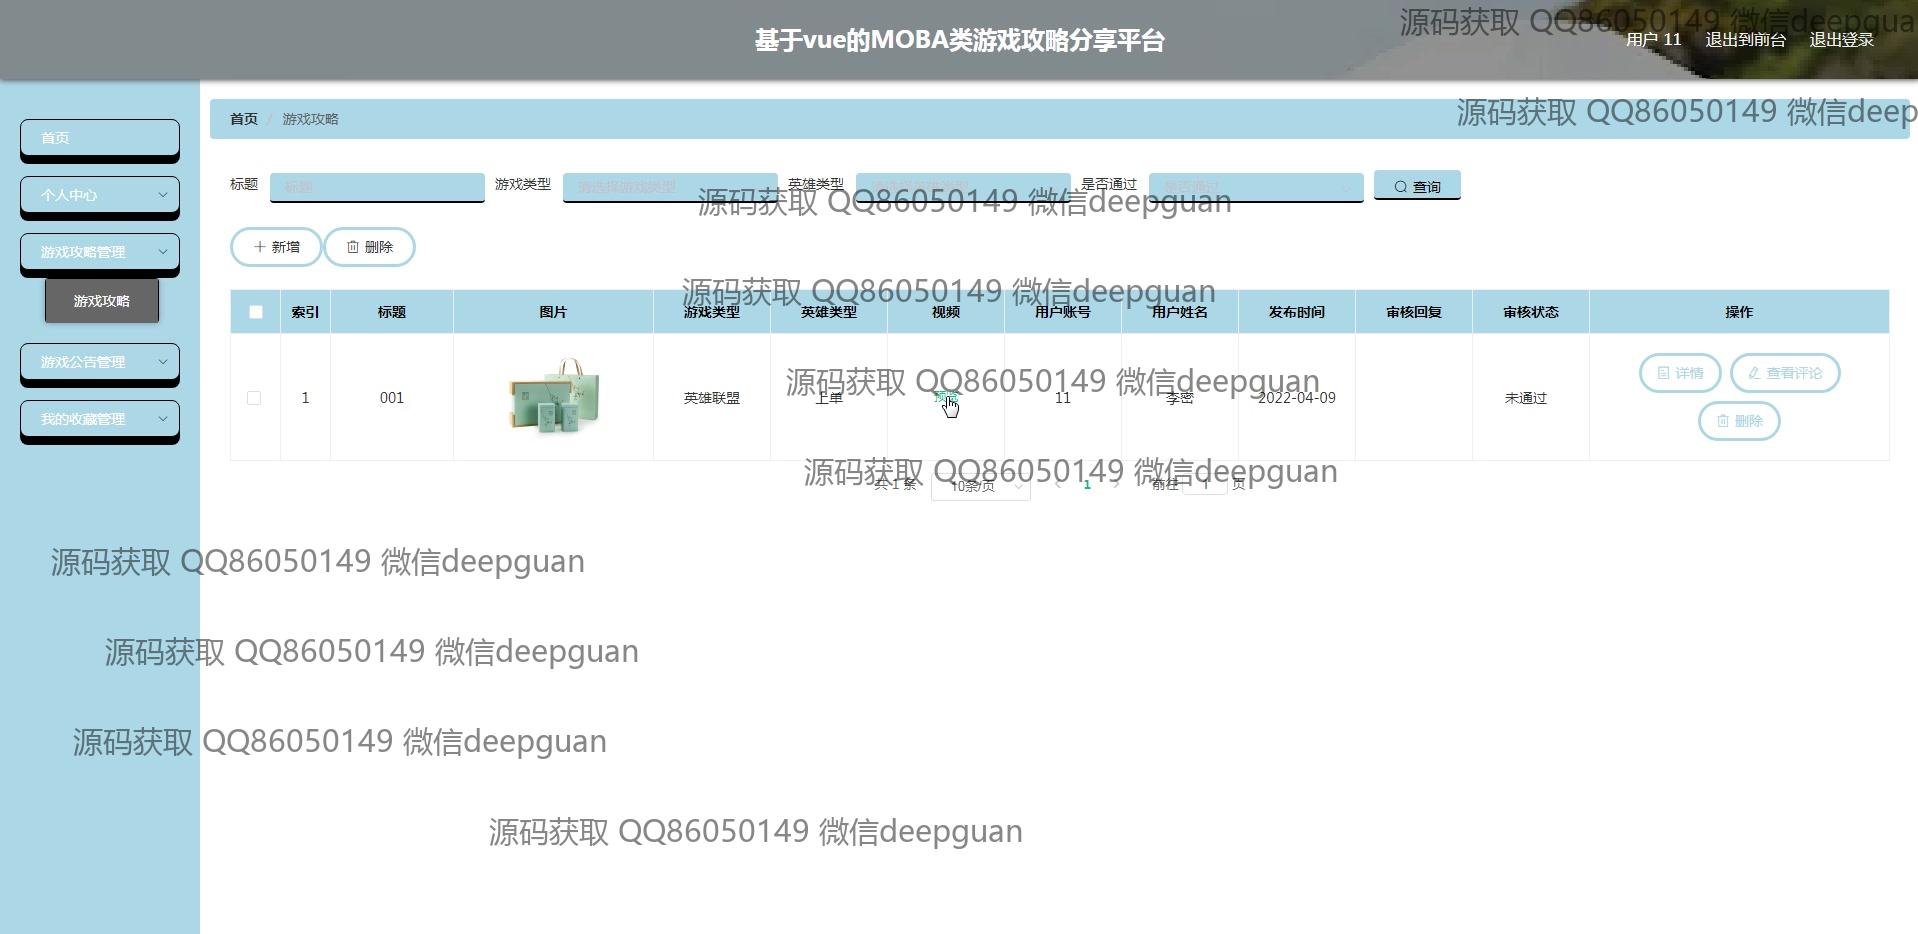 源码获取 QQ86050149 微信deepgua
基于vue的MOBA类游戏攻略分享平台
用户 11 退出到前台 退出登录
源码获取 QQ86050149 微信deep
首页 / 游戏攻略
首页
个人中心
游戏攻略管理
游戏攻略
游戏公告管理
我的收藏管理
标题 标题 游戏类型 请选择游戏类型 英雄类型 是否通过 是否通过 查询
源码获取 QQ86050149 微信deepguan
新增 删除
源码获取 QQ86050149 微信deepguan
索引 标题 图片 游戏类型 英雄类型 视频 用户账号 用户姓名 发布时间 审核回复 审核状态 操作
源码获取 QQ86050149 微信deepguan
1 001 英雄联盟 上单 预览 11 李密 2022-04-09 未通过 详情 查看评论
删除
源码获取 QQ86050149 微信deepguan
共 1 条 10条/页 1 前往 1 页
源码获取 QQ86050149 微信deepguan
源码获取 QQ86050149 微信deepguan
源码获取 QQ86050149 微信deepguan
源码获取 QQ86050149 微信deepguan